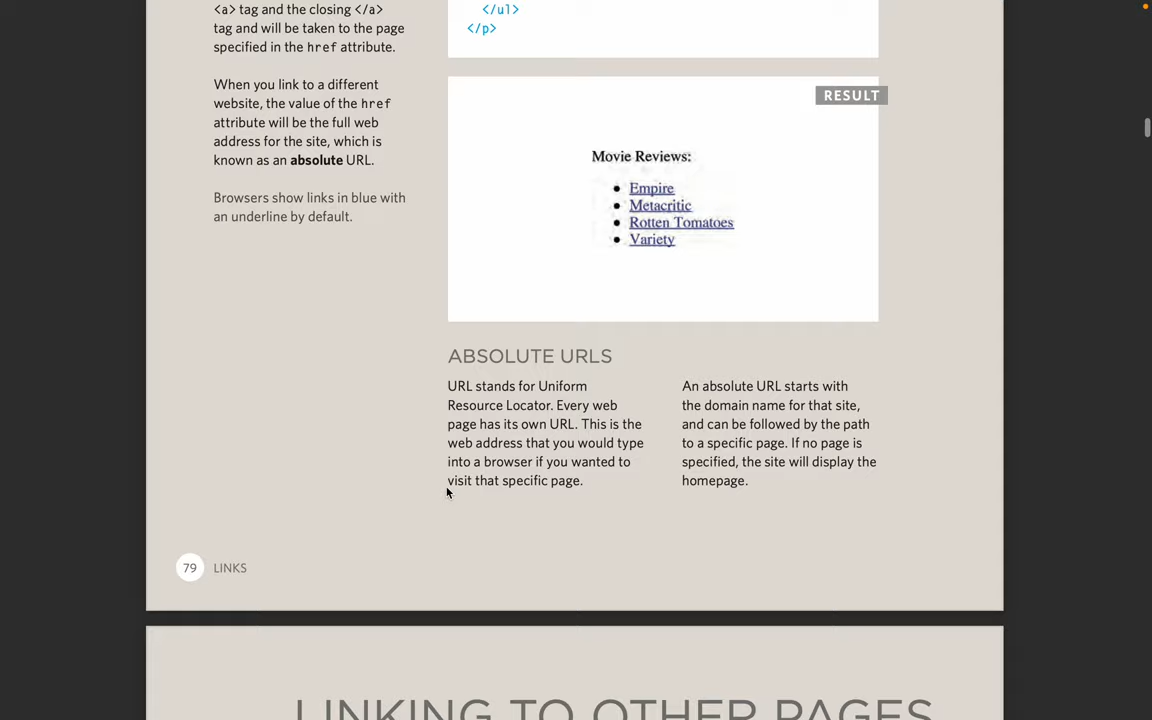 <a> tag and the closing </a>
tag and will be taken to the page
specified in the href attribute.
When you link to a different
website, the value of the href
attribute will be the full web
address for the site, which is
known as an absolute URL.
Browsers show links in blue with
an underline by default.
</ul>
</p>
RESULT
Movie Reviews:
• Empire
• Metacritic
• Rotten Tomatoes
• Variety
ABSOLUTE URLS
URL stands for Uniform
Resource Locator. Every web
page has its own URL. This is the
web address that you would type
into a browser if you wanted to
visit that specific page.
An absolute URL starts with
the domain name for that site,
and can be followed by the path
to a specific page. If no page is
specified, the site will display the
homepage.
79 LINKS
LINKING TO OTHER PAGES